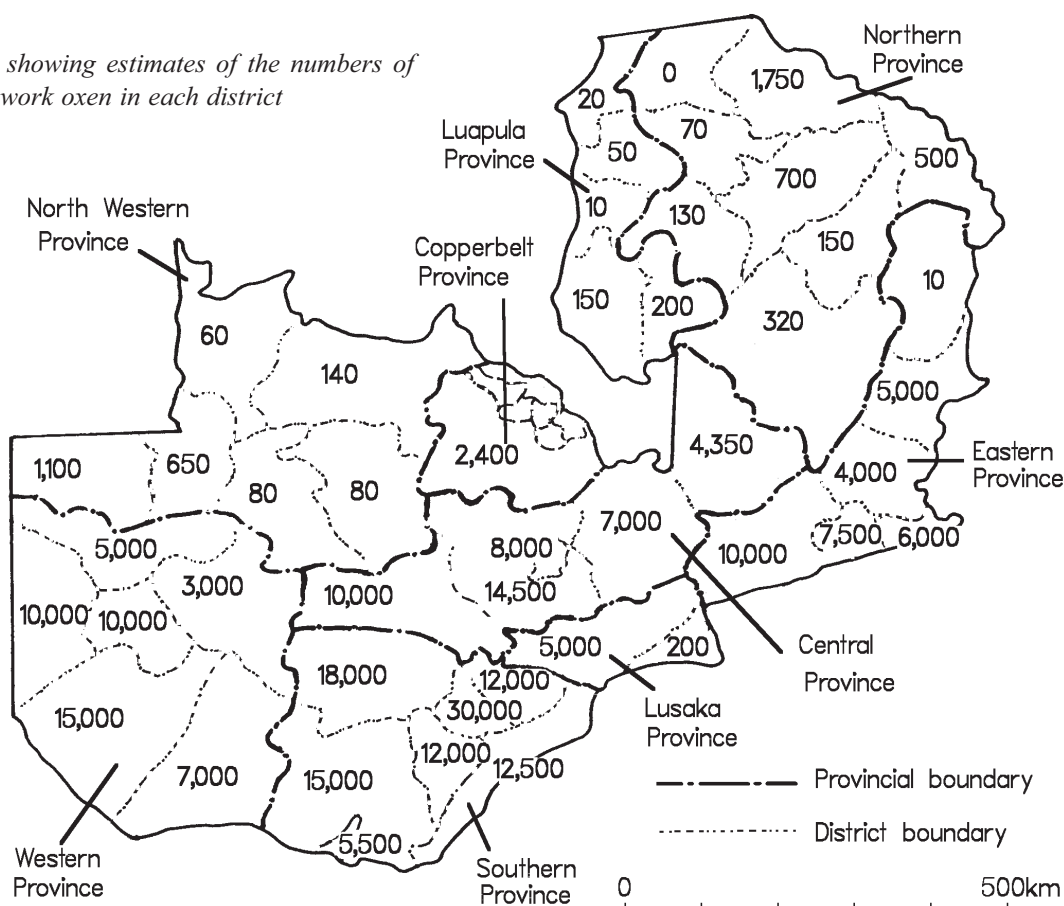 showing estimates of the numbers of
work oxen in each district
Northern
Province
0
1,750
20
70
Luapula
Province
50
500
700
North Western
Province
10
130
Copperbelt
Province
150
10
150
200
320
60
140
5,000
4,350
2,400
Eastern
Province
4,000
1,100
650
80
80
7,000
7,500
6,000
10,000
5,000
8,000
3,000
10,000
14,500
10,000
10,000
5,000
200
Central
Province
18,000
12,000
30,000
Lusaka
Province
15,000
12,000
12,500
7,000
15,000
Provincial boundary
5,500
District boundary
Western
Province
Southern
Province
0
500km